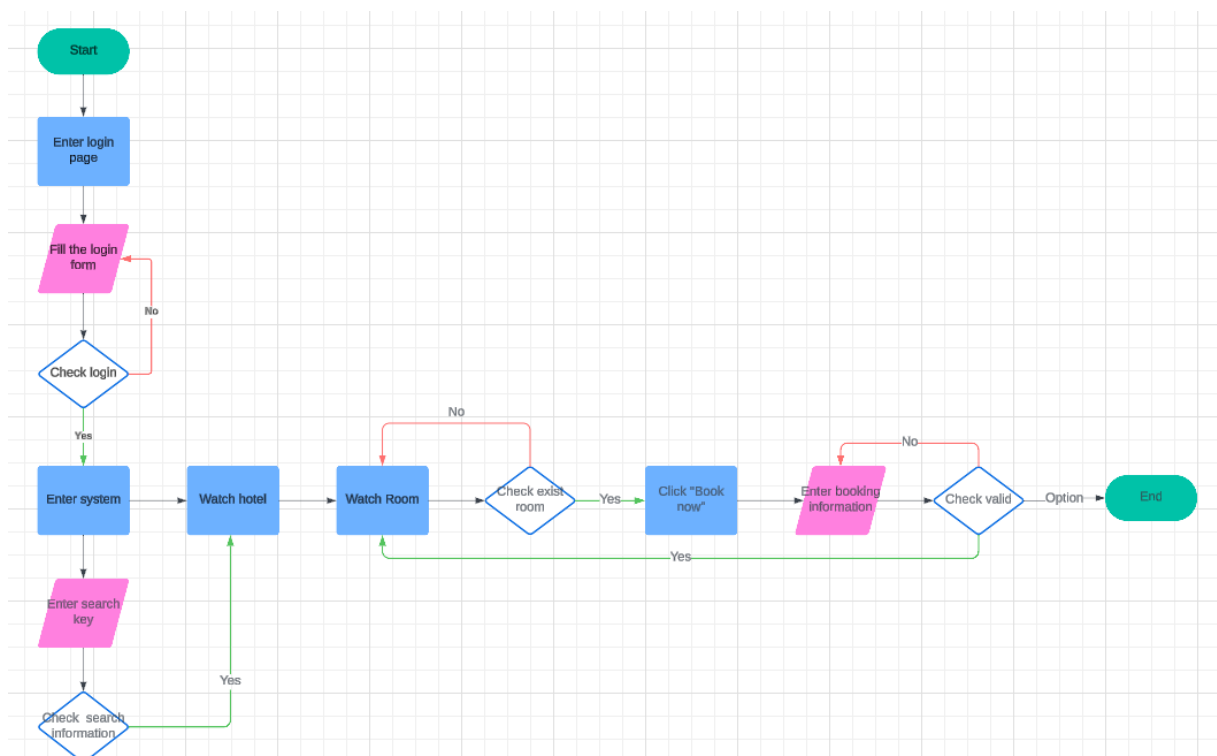 Start
Enter login
page
Fill the login
form
No
Check login
Yes
Enter system
Watch hotel
Watch Room
No
Check exist
room
Yes
Click "Book
now"
Enter booking
information
No
Check valid
Option
End
Yes
Enter search
key
Yes
Check search
information